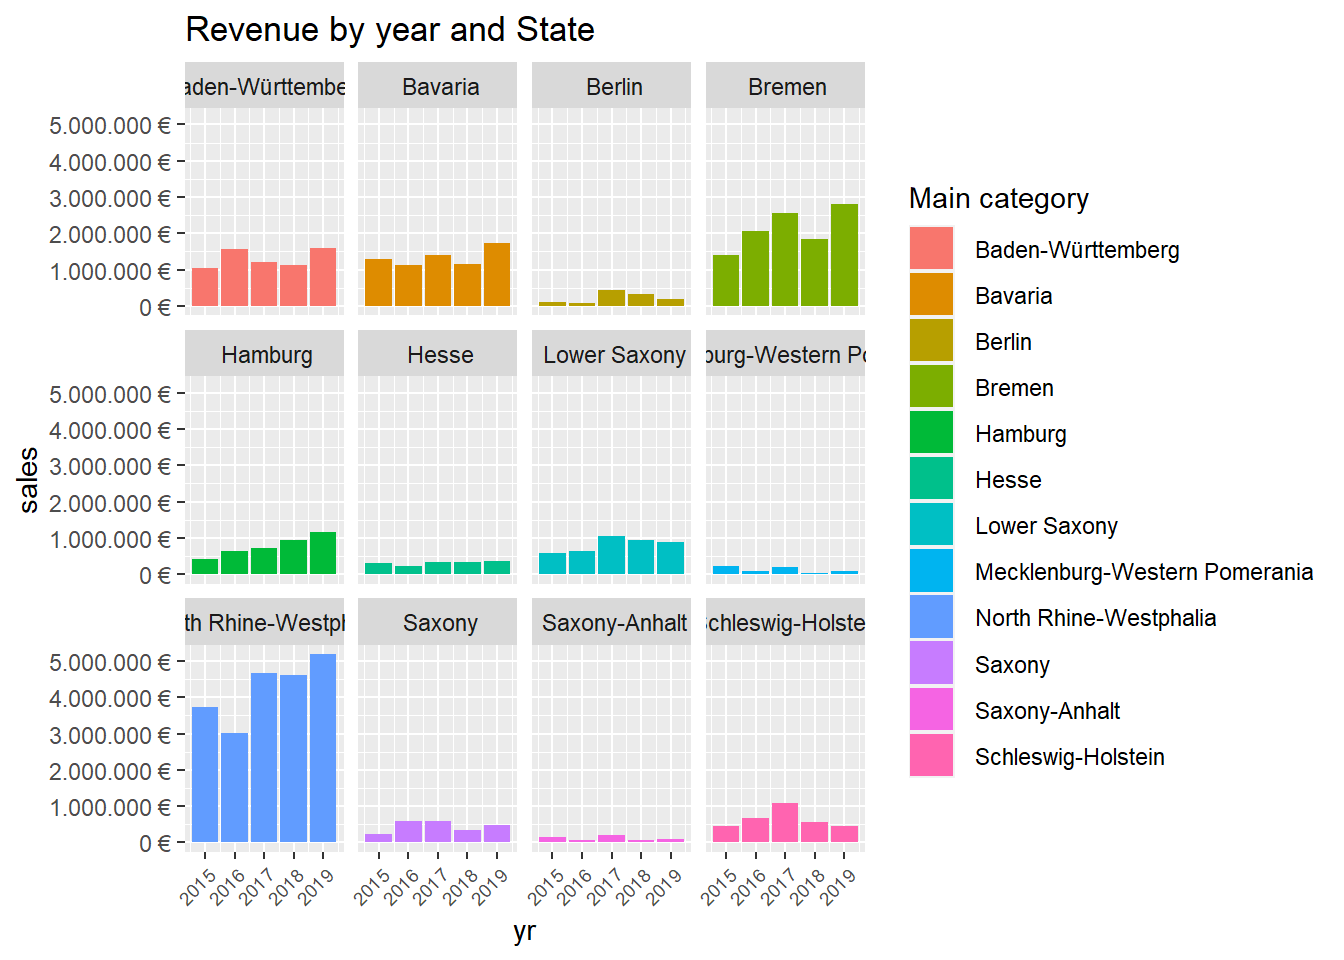 Revenue by year and State
aden-Württembe
Bavaria
Berlin
Bremen
5.000.000 €
4.000.000 €
3.000.000 €
2.000.000 €
1.000.000 €
0 €
Hamburg
Hesse
Lower Saxony
burg-Western Po
5.000.000 €
4.000.000 €
3.000.000 €
2.000.000 €
1.000.000 €
0 €
th Rhine-Westph
Saxony
Saxony-Anhalt
Schleswig-Holstei
5.000.000 €
4.000.000 €
3.000.000 €
2.000.000 €
1.000.000 €
0 €
2015
2016
2017
2018
2019
2015
2016
2017
2018
2019
2015
2016
2017
2018
2019
2015
2016
2017
2018
2019
yr
sales
Main category
Baden-Württemberg
Bavaria
Berlin
Bremen
Hamburg
Hesse
Lower Saxony
Mecklenburg-Western Pomerania
North Rhine-Westphalia
Saxony
Saxony-Anhalt
Schleswig-Holstein